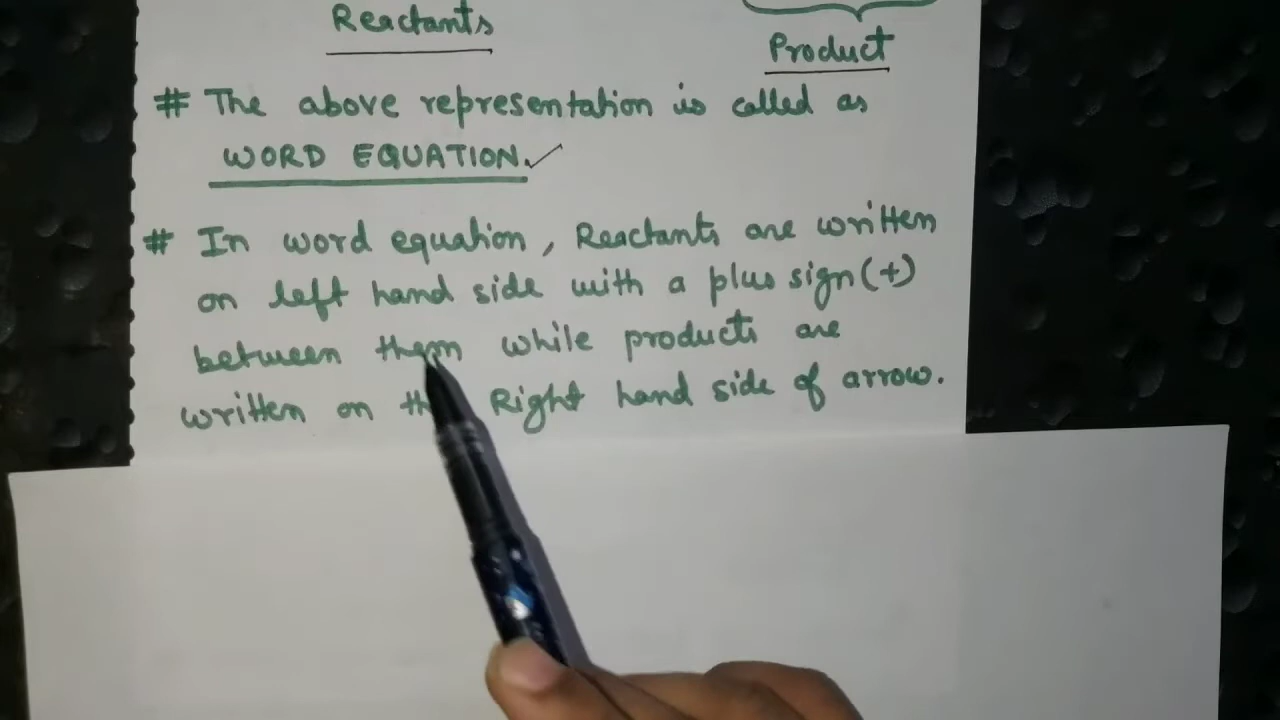 Reactants
Product
# The above representation is called as
WORD EQUATION.
# In word equation, Reactants are written
on left hand side with a plus sign (+)
between them while products are
written on the Right hand side of arrow.